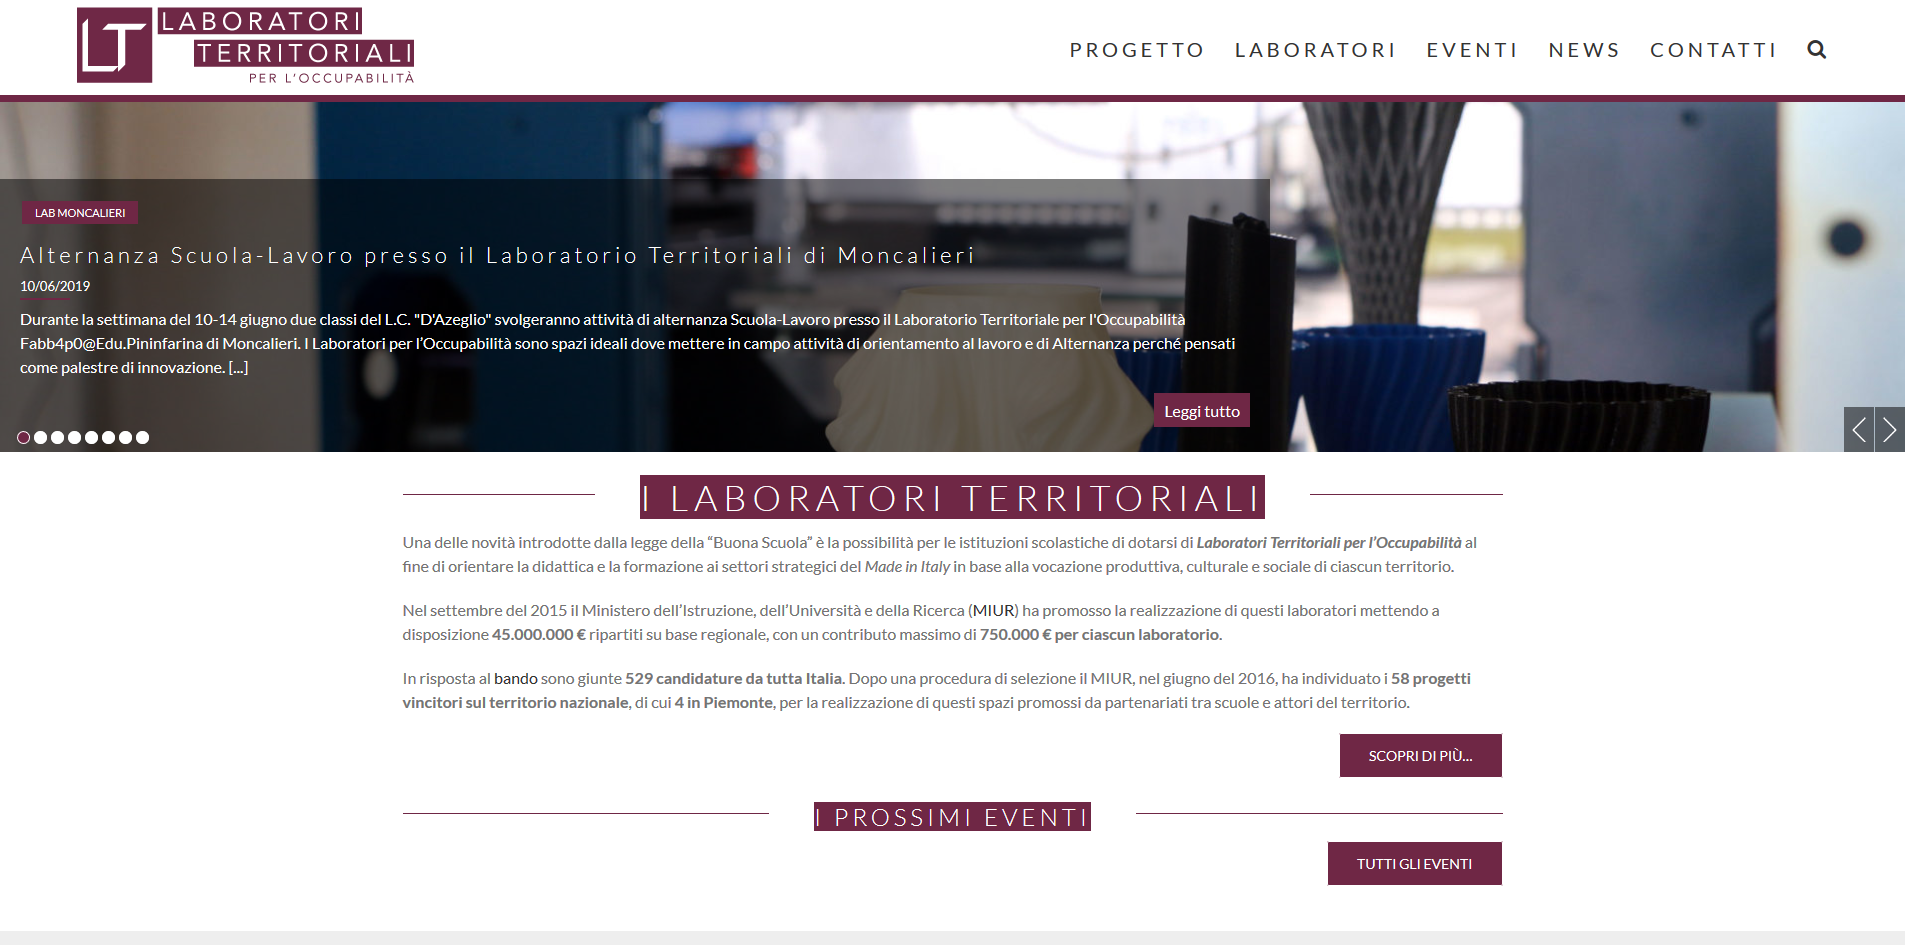 LT
LABORATORI
TERRITORIALI
PER L'OCCUPABILITÀ
PROGETTO LABORATORI EVENTI NEWS CONTATTI
LAB MONCALIERI
Alternanza Scuola-Lavoro presso il Laboratorio Territoriali di Moncalieri
10/06/2019
Durante la settimana del 10-14 giugno due classi del L.C. "D'Azeglio" svolgeranno attività di alternanza Scuola-Lavoro presso il Laboratorio Territoriale per l'Occupabilità
Fabb4p0@Edu.Pininfarina di Moncalieri. I Laboratori per l’Occupabilità sono spazi ideali dove mettere in campo attività di orientamento al lavoro e di Alternanza perché pensati
come palestre di innovazione. [...]
Leggi tutto
I LABORATORI TERRITORIALI
Una delle novità introdotte dalla legge della “Buona Scuola” è la possibilità per le istituzioni scolastiche di dotarsi di Laboratori Territoriali per l’Occupabilità al
fine di orientare la didattica e la formazione ai settori strategici del Made in Italy in base alla vocazione produttiva, culturale e sociale di ciascun territorio.
Nel settembre del 2015 il Ministero dell’Istruzione, dell’Università e della Ricerca (MIUR) ha promosso la realizzazione di questi laboratori mettendo a
disposizione 45.000.000 € ripartiti su base regionale, con un contributo massimo di 750.000 € per ciascun laboratorio.
In risposta al bando sono giunte 529 candidature da tutta Italia. Dopo una procedura di selezione il MIUR, nel giugno del 2016, ha individuato i 58 progetti
vincitori sul territorio nazionale, di cui 4 in Piemonte, per la realizzazione di questi spazi promossi da partenariati tra scuole e attori del territorio.
SCOPRI DI PIÙ...
I PROSSIMI EVENTI
TUTTI GLI EVENTI